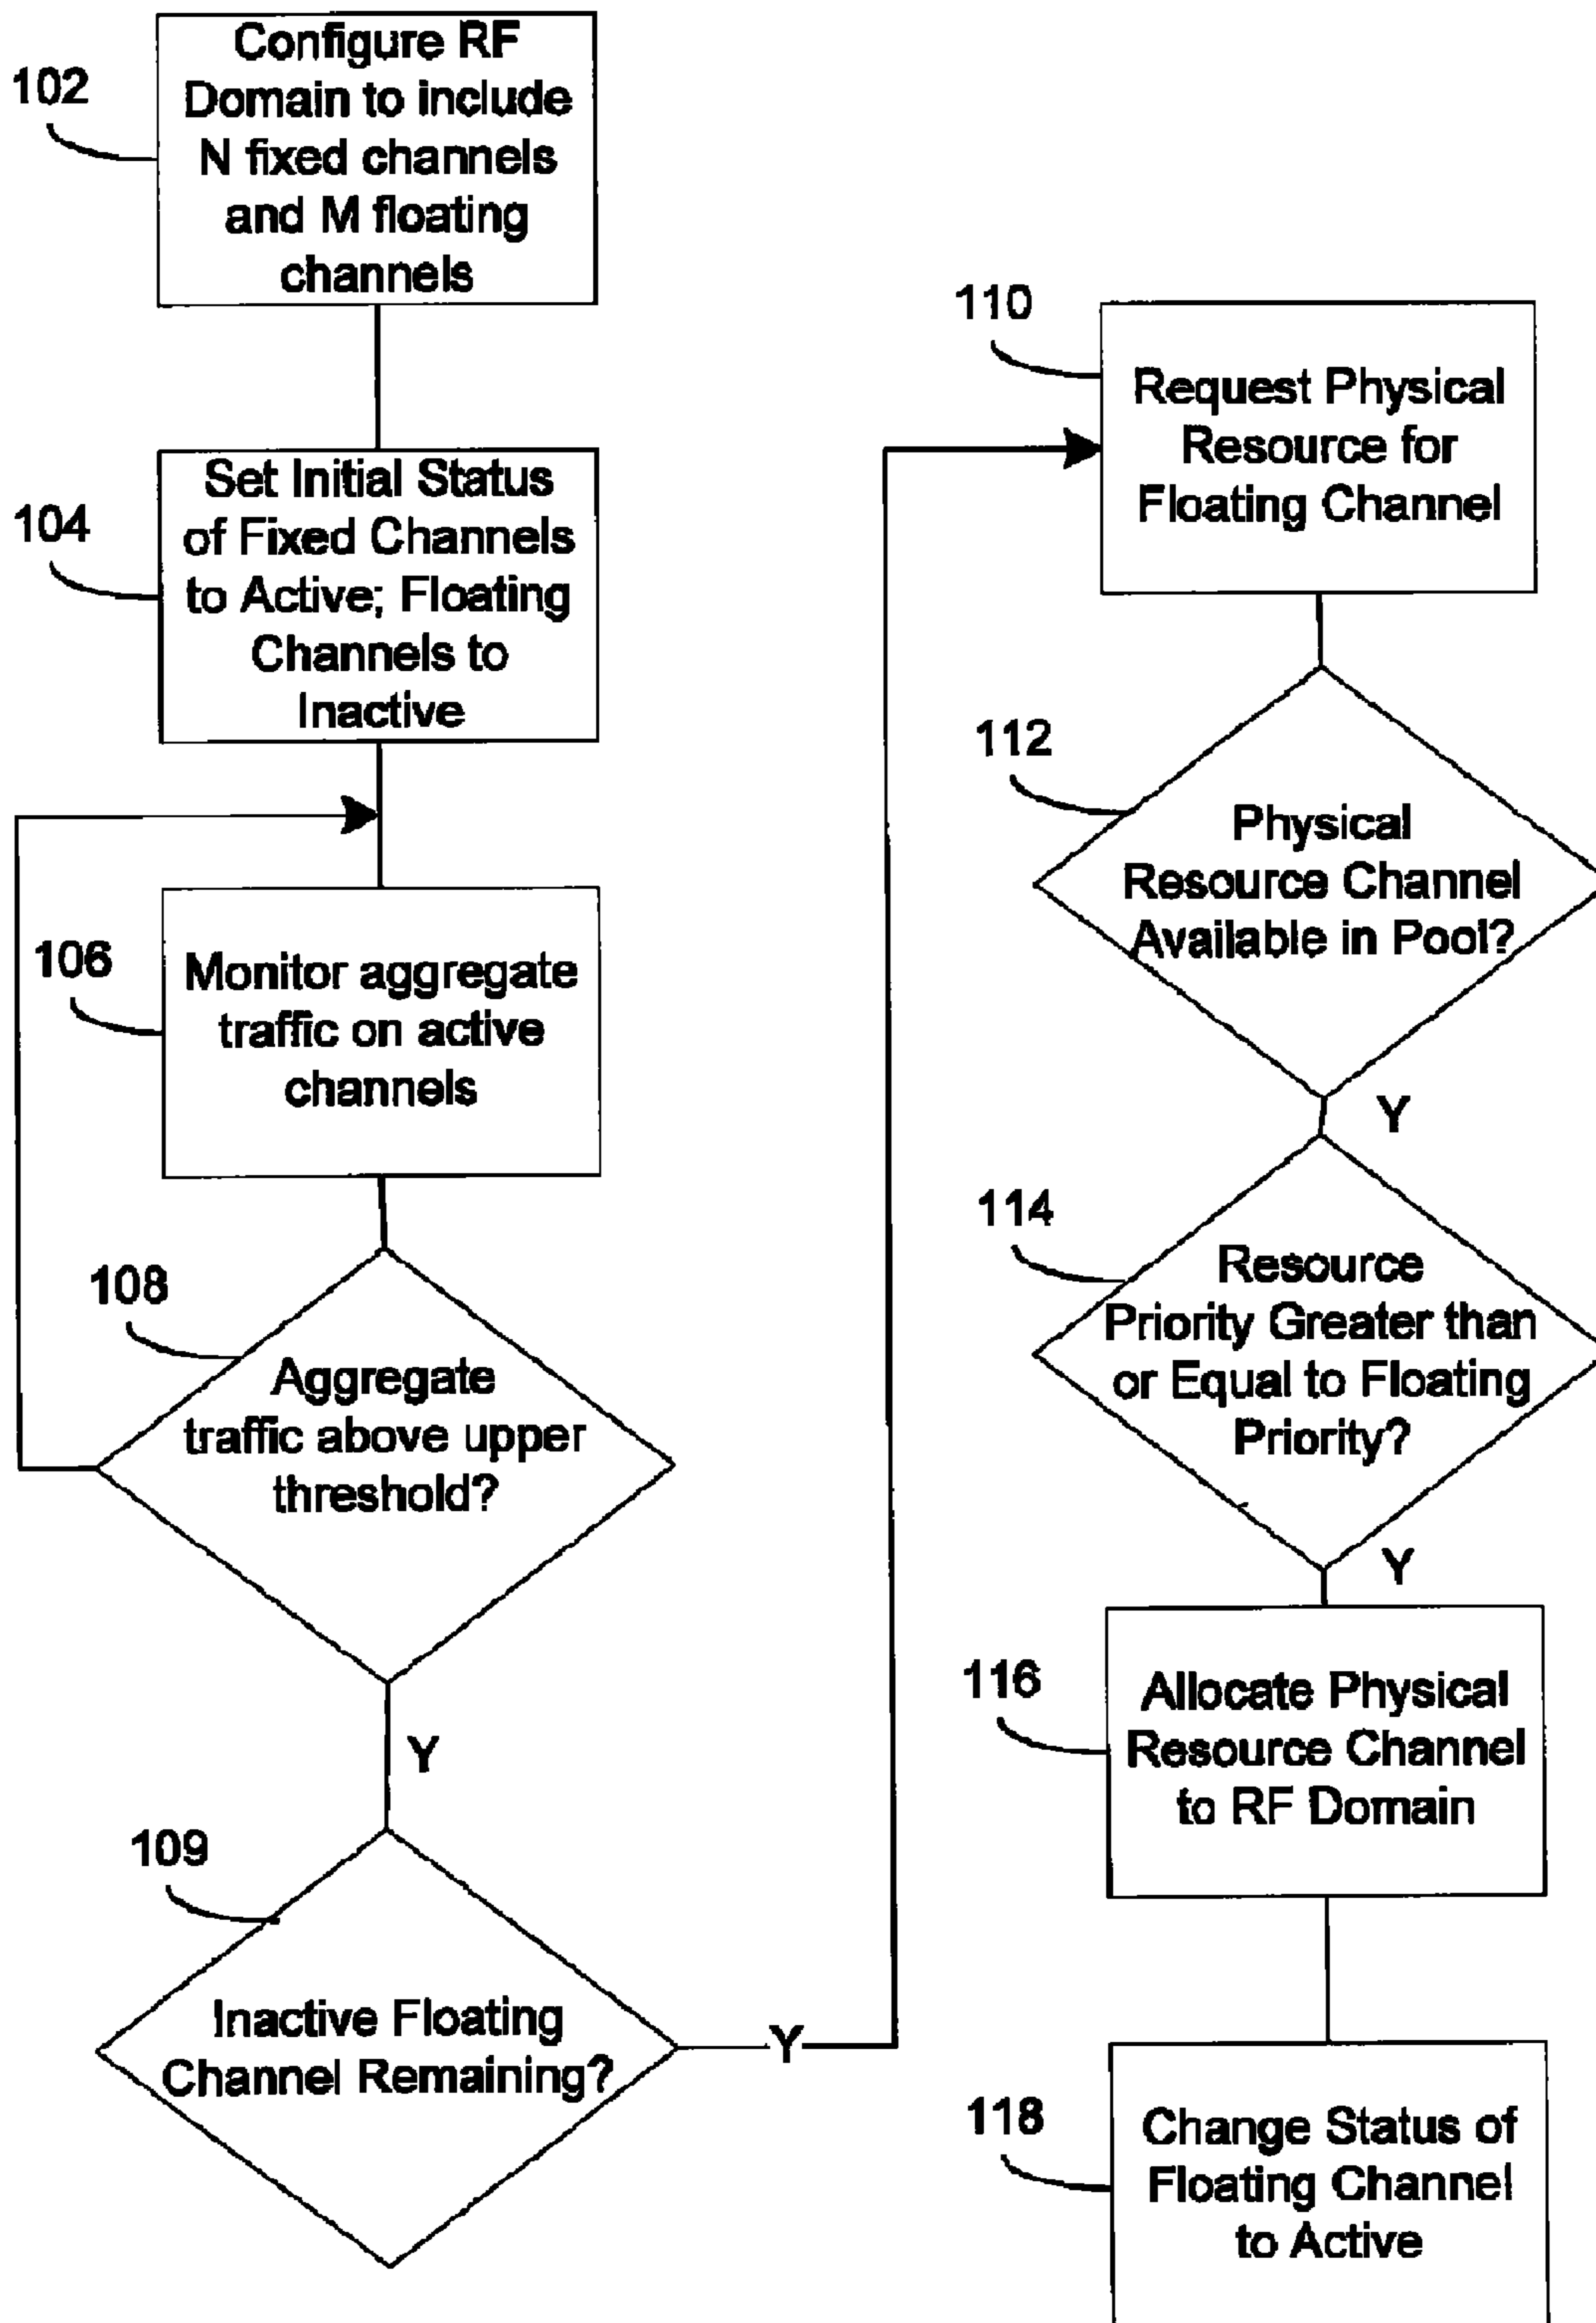 102
Configure RF
Domain to include
N fixed channels
and M floating
channels
104
Set Initial Status
of Fixed Channels
to Active; Floating
Channels to
Inactive
106
Monitor aggregate
traffic on active
channels
108
Aggregate
traffic above upper
threshold?
Y
109
Inactive Floating
Channel Remaining?
Y
110
Request Physical
Resource for
Floating Channel
112
Physical
Resource Channel
Available in Pool?
Y
114
Resource
Priority Greater than
or Equal to Floating
Priority?
Y
116
Allocate Physical
Resource Channel
to RF Domain
118
Change Status of
Floating Channel
to Active